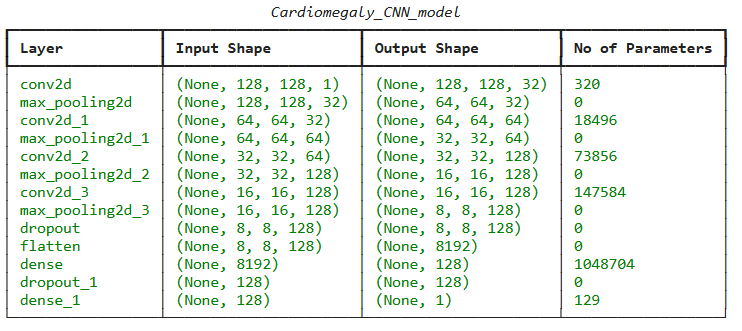 Cardiomegaly_CNN_model
Layer Input Shape Output Shape No of Parameters
conv2d (None, 128, 128, 1) (None, 128, 128, 32) 320
max_pooling2d (None, 128, 128, 32) (None, 64, 64, 32) 0
conv2d_1 (None, 64, 64, 32) (None, 64, 64, 64) 18496
max_pooling2d_1 (None, 64, 64, 64) (None, 32, 32, 64) 0
conv2d_2 (None, 32, 32, 64) (None, 32, 32, 128) 73856
max_pooling2d_2 (None, 32, 32, 128) (None, 16, 16, 128) 0
conv2d_3 (None, 16, 16, 128) (None, 16, 16, 128) 147584
max_pooling2d_3 (None, 16, 16, 128) (None, 8, 8, 128) 0
dropout (None, 8, 8, 128) (None, 8, 8, 128) 0
flatten (None, 8, 8, 128) (None, 8192) 0
dense (None, 8192) (None, 128) 1048704
dropout_1 (None, 128) (None, 128) 0
dense_1 (None, 128) (None, 1) 129